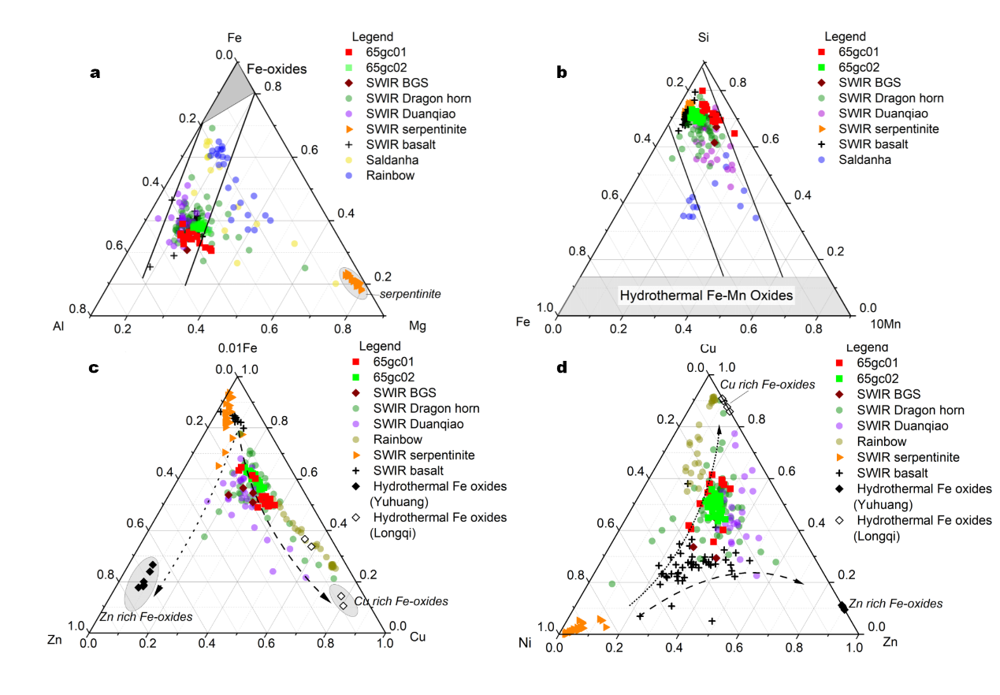 a
Fe
0.0
Fe-oxides
0.8
0.2
0.6
0.4
0.4
0.6
0.2
serpentinite
0.8
Al
0.2
0.4
0.6
0.8
Mg
Legend
65gc01
65gc02
SWIR BGS
SWIR Dragon horn
SWIR Duanqiao
SWIR serpentinite
SWIR basalt
Saldanha
Rainbow
b
Si
0.2
0.8
0.4
0.6
0.6
0.4
0.8
0.2
Hydrothermal Fe-Mn Oxides
1.0
0.0
Fe
0.0
0.2
0.4
0.6
0.8
10Mn
Legend
65gc01
65gc02
SWIR BGS
SWIR Dragon horn
SWIR Duanqiao
SWIR serpentinite
SWIR basalt
Saldanha
c
0.01Fe
0.0
1.0
0.2
0.8
0.4
0.6
0.6
0.4
0.8
0.2
Zn rich Fe-oxides
Cu rich Fe-oxides
1.0
0.0
Zn
Cu
0.0
0.2
0.4
0.6
0.8
1.0
Legend
65gc01
65gc02
SWIR BGS
SWIR Dragon horn
SWIR Duanqiao
Rainbow
SWIR serpentinite
SWIR basalt
Hydrothermal Fe oxides
(Yuhuang)
Hydrothermal Fe oxides
(Longqi)
d
Cu
0.0
1.0
Cu rich Fe-oxides
0.2
0.8
0.4
0.6
0.6
0.4
0.8
0.2
Zn rich Fe-oxides
1.0
0.0
Ni
Zn
0.0
0.2
0.4
0.6
0.8
1.0
Legend
65gc01
65gc02
SWIR BGS
SWIR Dragon horn
SWIR Duanqiao
Rainbow
SWIR serpentinite
SWIR basalt
Hydrothermal Fe oxides
(Yuhuang)
Hydrothermal Fe oxides
(Longqi)